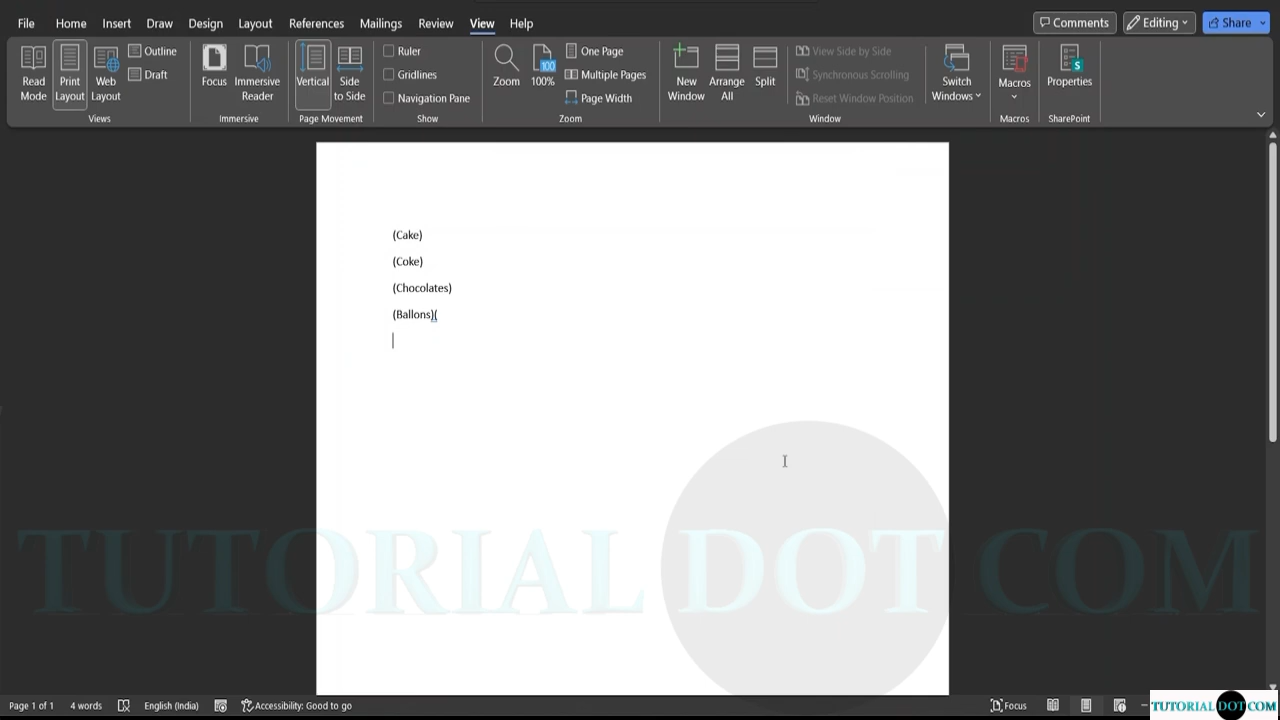 File Home Insert Draw Design Layout References Mailings Review View Help Comments Editing Share
Read Mode
Print Layout
Web Layout
Outline
Draft
Views
Focus
Immersive Reader
Immersive
Vertical
Side to Side
Page Movement
Ruler
Gridlines
Navigation Pane
Show
Zoom
100
100%
One Page
Multiple Pages
Page Width
Zoom
New Window
Arrange All
Split
View Side by Side
Synchronous Scrolling
Reset Window Position
Window
Switch Windows
Macros
Macros
S
Properties
SharePoint
(Cake)
(Coke)
(Chocolates)
(Ballons)(
TUTORIAL DOT COM
Page 1 of 1 4 words English (India) Accessibility: Good to go Focus
TUTORIAL DOT COM